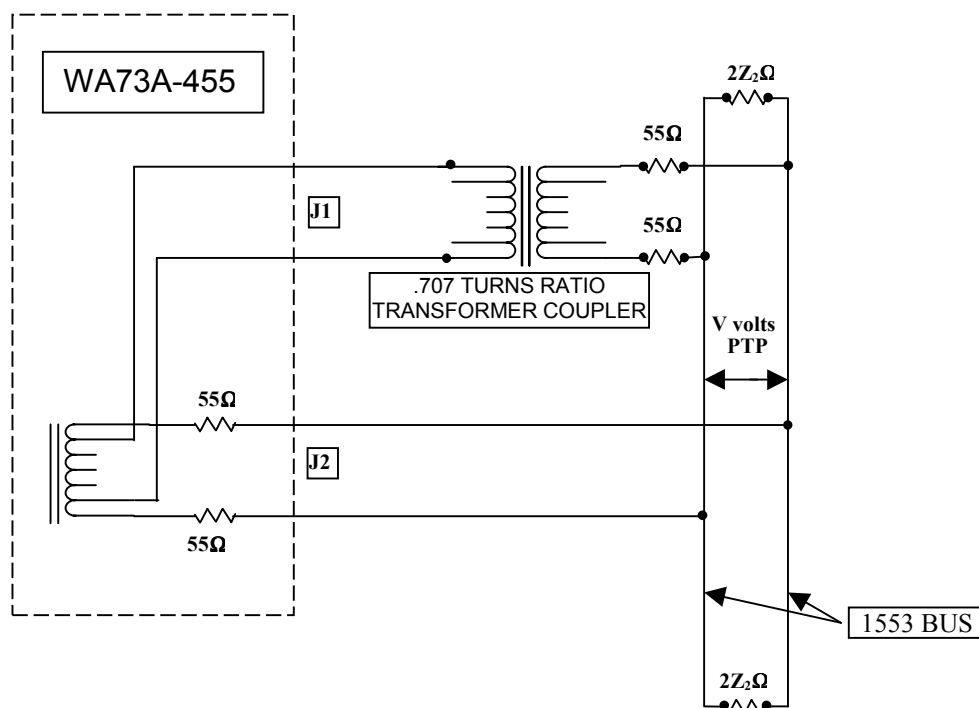 WA73A-455
2Z₂Ω
55Ω
J1
55Ω
.707 TURNS RATIO
TRANSFORMER COUPLER
V volts
PTP
55Ω
J2
55Ω
1553 BUS
2Z₂Ω